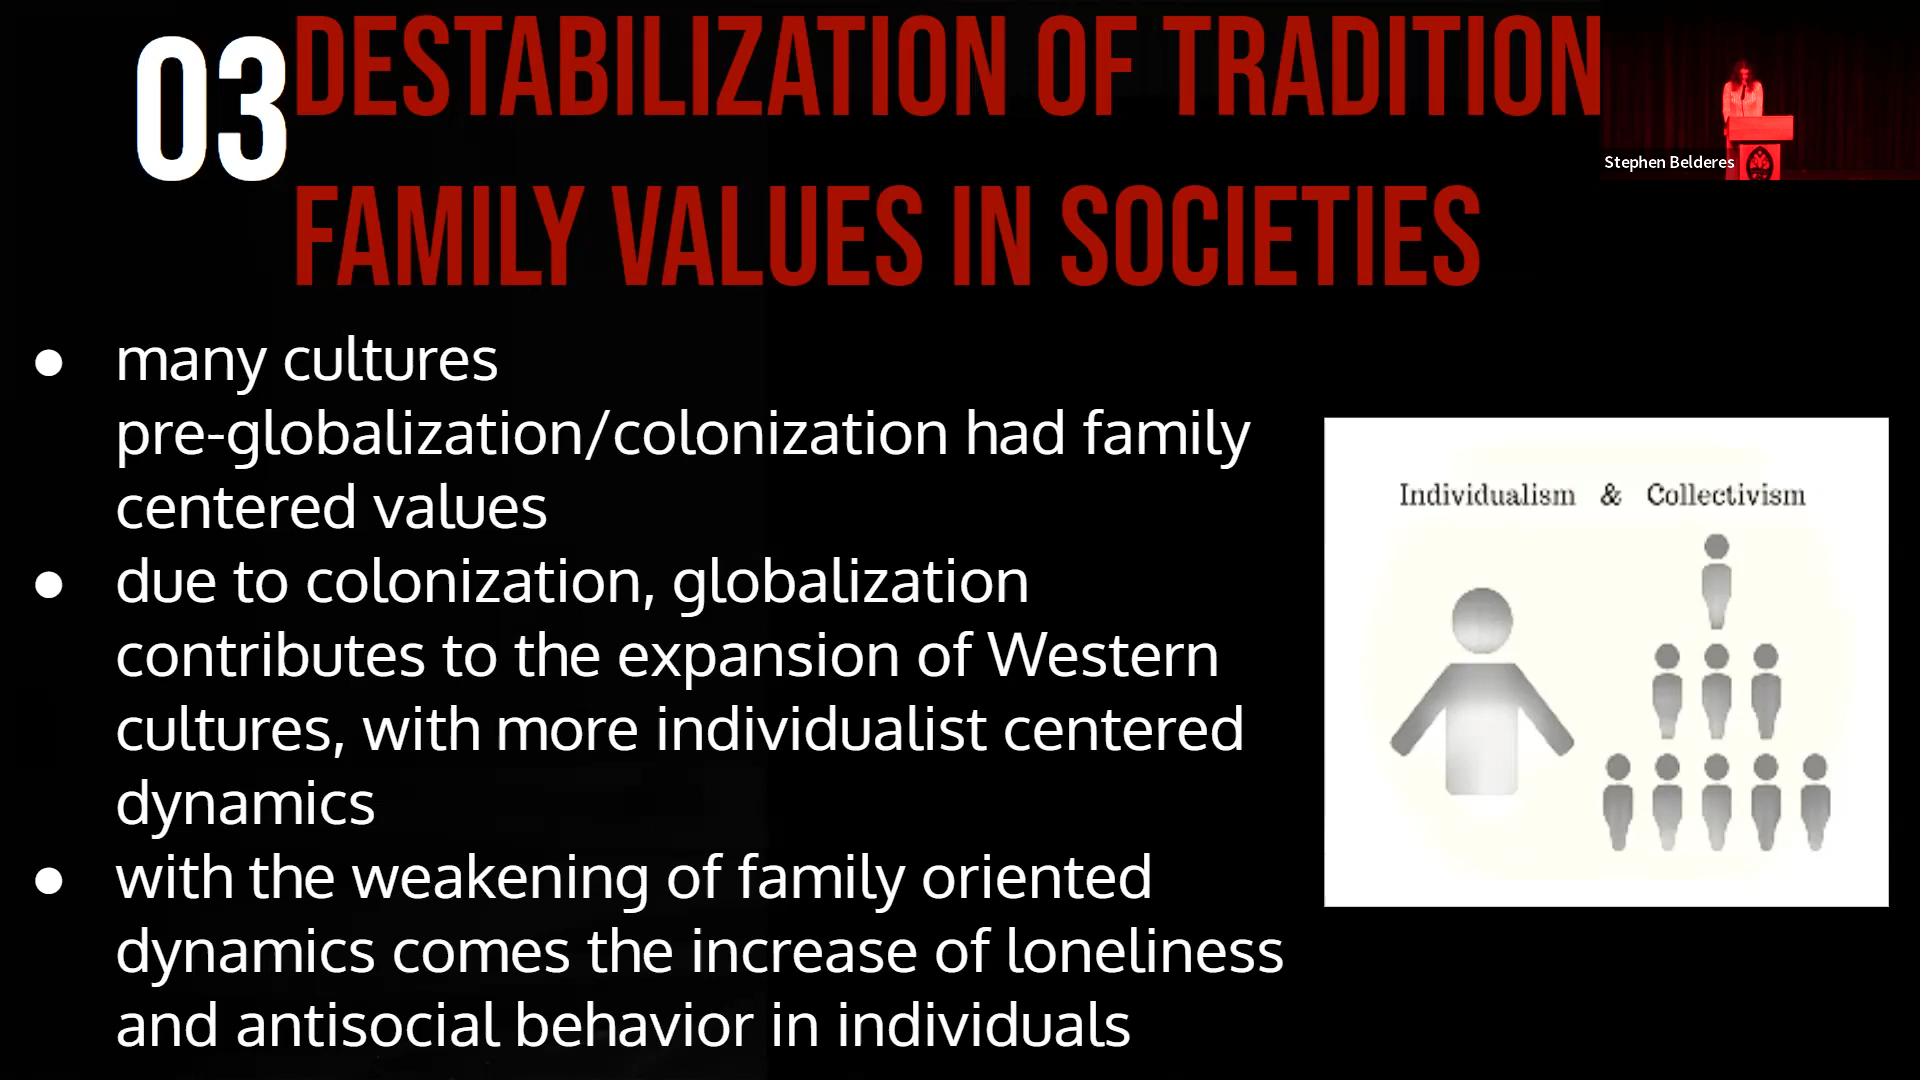 03
DESTABILIZATION OF TRADITION
FAMILY VALUES IN SOCIETIES
Stephen Belderes
● many cultures
pre-globalization/colonization had family
centered values
● due to colonization, globalization
contributes to the expansion of Western
cultures, with more individualist centered
dynamics
● with the weakening of family oriented
dynamics comes the increase of loneliness
and antisocial behavior in individuals
Individualism & Collectivism